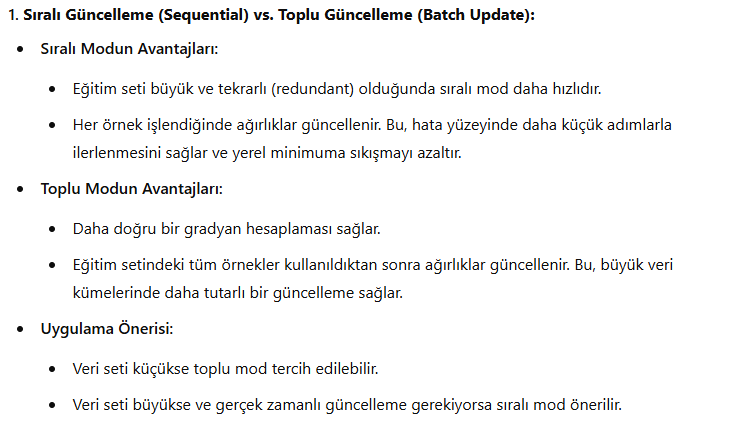 1. Sıralı Güncelleme (Sequential) vs. Toplu Güncelleme (Batch Update):
• Sıralı Modun Avantajları:
• Eğitim seti büyük ve tekrarlı (redundant) olduğunda sıralı mod daha hızlıdır.
• Her örnek işlendiğinde ağırlıklar güncellenir. Bu, hata yüzeyinde daha küçük adımlarla
ilerlenmesini sağlar ve yerel minimuma sıkışmayı azaltır.
• Toplu Modun Avantajları:
• Daha doğru bir gradyan hesaplaması sağlar.
• Eğitim setindeki tüm örnekler kullanıldıktan sonra ağırlıklar güncellenir. Bu, büyük veri
kümelerinde daha tutarlı bir güncelleme sağlar.
• Uygulama Önerisi:
• Veri seti küçükse toplu mod tercih edilebilir.
• Veri seti büyükse ve gerçek zamanlı güncelleme gerekiyorsa sıralı mod önerilir.